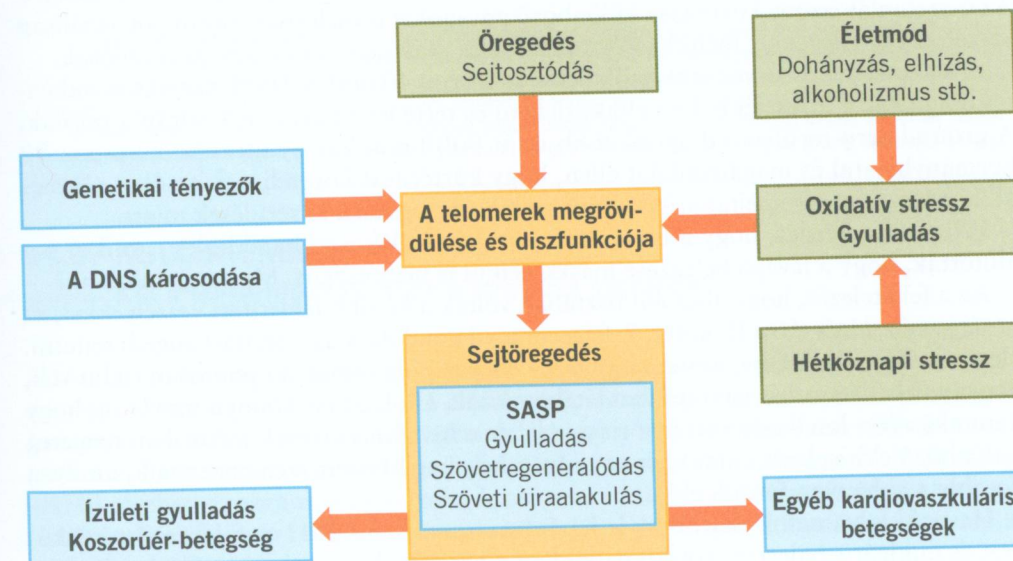 Öregedés
Sejtosztódás
Életmód
Dohányzás, elhízás,
alkoholizmus stb.
Genetikai tényezők
A telomerek megrövi-
dülése és diszfunkciója
Oxidatív stressz
Gyulladás
A DNS károsodása
Sejtöregedés
Hétköznapi stressz
SASP
Gyulladás
Szövetregenerálódás
Szöveti újraalakulás
Ízületi gyulladás
Koszorúér-betegség
Egyéb kardiovaszkuláris
betegségek